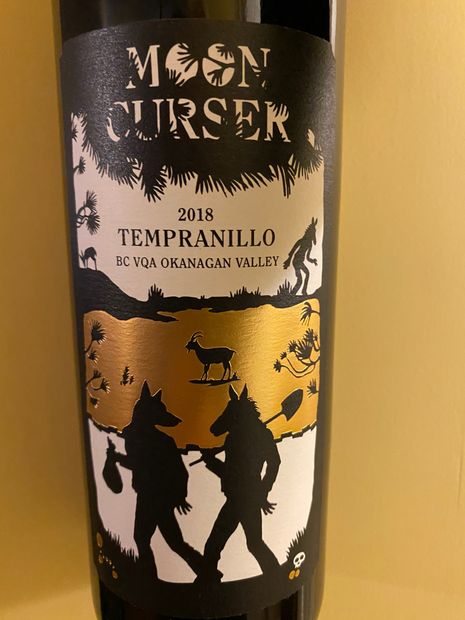 MOON
CURSER
2018
TEMPRANILLO
BC VQA OKANAGAN VALLEY